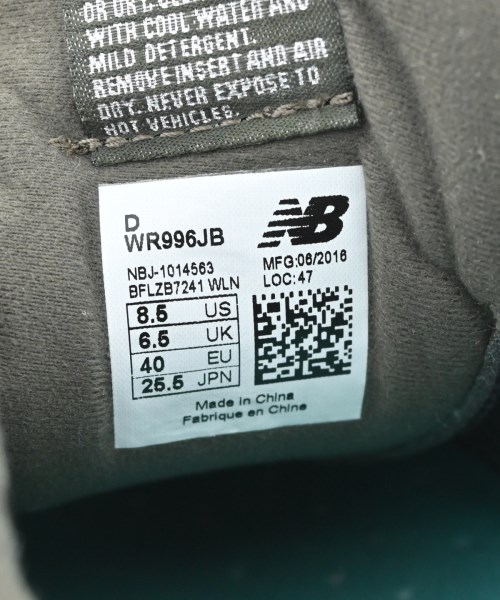 OR DRY. CLE
WITH COOL WATER AND
MILD DETERGENT.
REMOVE INSERT AND AIR
DRY. NEVER EXPOSE TO
HOT VEHICLES.
D
WR996JB
NB
NBJ-1014563
BFLZB7241 WLN
MFG:06/2016
LOC:47
8.5 US
6.5 UK
40 EU
25.5 JPN
Made in China
Fabrique en Chine